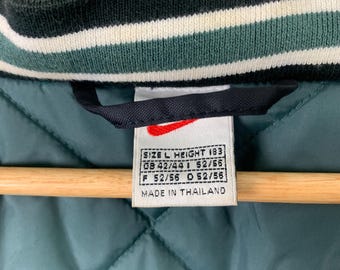 SIZE L HEIGHT 183
GB 42/44 I 52/56
F 52/56 D 52/56
MADE IN THAILAND